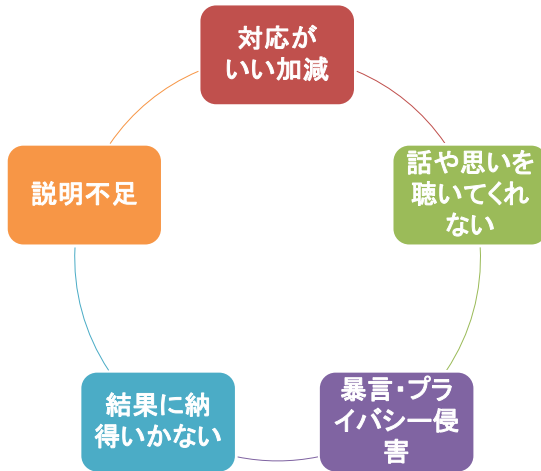 対応が
いい加減
話や思いを
聴いてくれ
ない
暴言・プラ
イバシー侵
害
結果に納
得いかない
説明不足